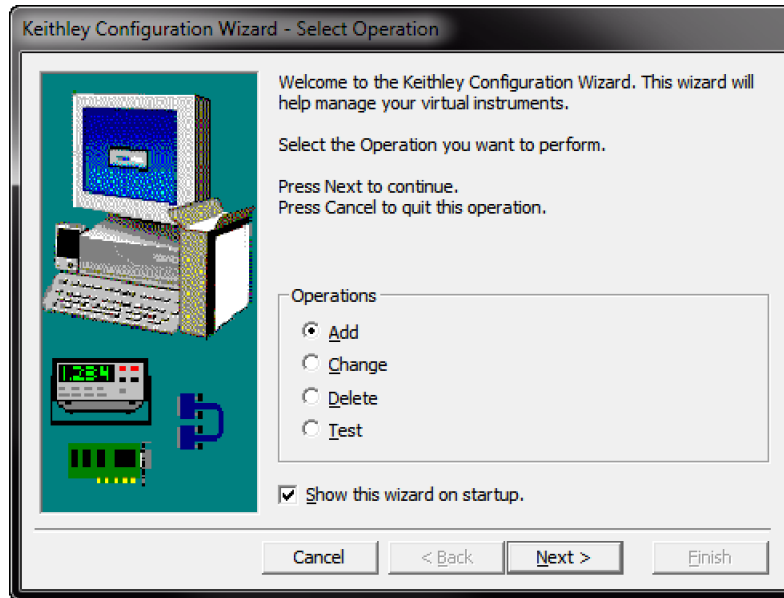 Keithley Configuration Wizard - Select Operation
Welcome to the Keithley Configuration Wizard. This wizard will
help manage your virtual instruments.
Select the Operation you want to perform.
Press Next to continue.
Press Cancel to quit this operation.
Operations
Add
Change
Delete
Test
1.234
Show this wizard on startup.
Cancel
< Back
Next >
Finish